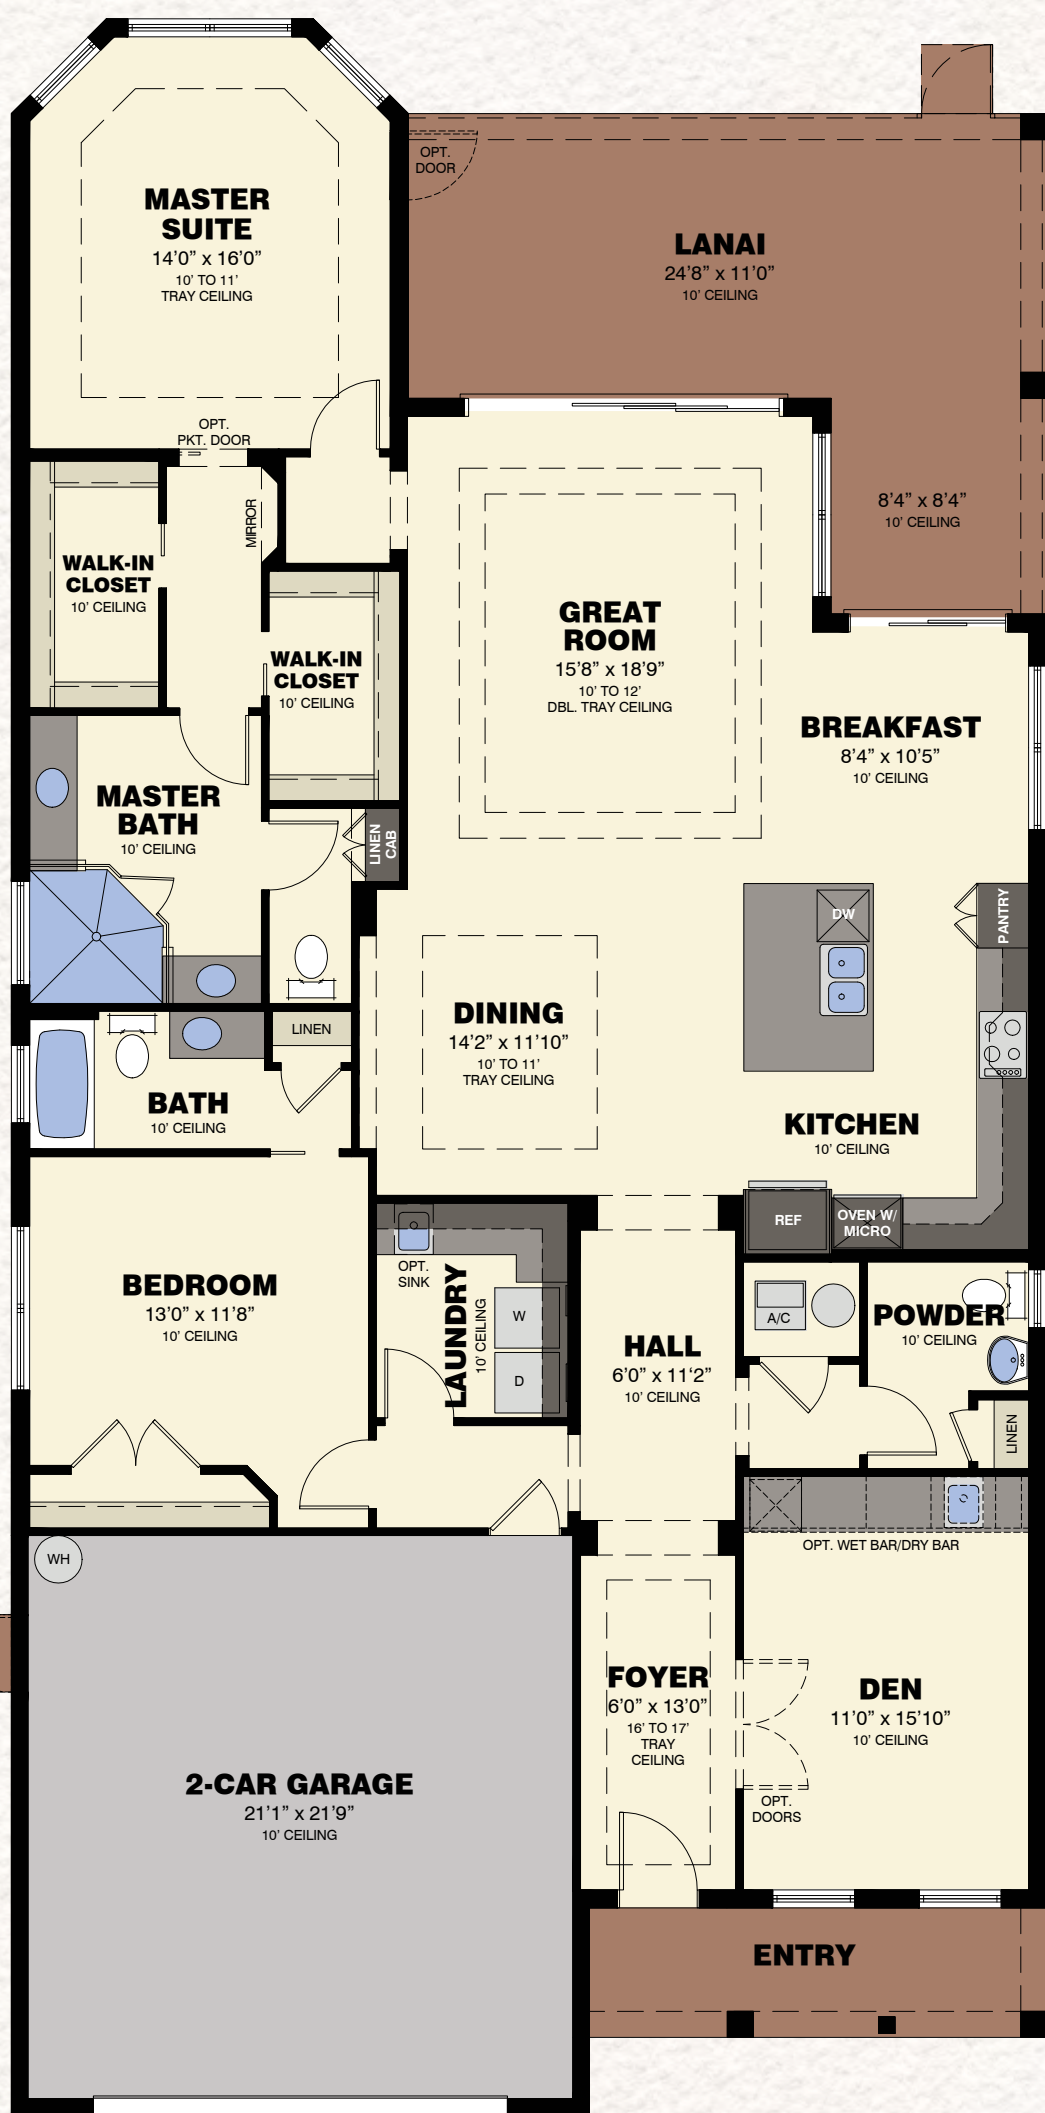 MASTER
SUITE
14'0" x 16'0"
10' TO 11'
TRAY CEILING
OPT.
DOOR
LANAI
24'8" x 11'0"
10' CEILING
OPT.
PKT. DOOR
MIRROR
8'4" x 8'4"
10' CEILING
WALK-IN
CLOSET
10' CEILING
WALK-IN
CLOSET
10' CEILING
GREAT
ROOM
15'8" x 18'9"
10' TO 12'
DBL. TRAY CEILING
BREAKFAST
8'4" x 10'5"
10' CEILING
MASTER
BATH
10' CEILING
LINEN
CAB
DW
PANTRY
DINING
14'2" x 11'10"
10' TO 11'
TRAY CEILING
LINEN
BATH
10' CEILING
KITCHEN
10' CEILING
REF
OVEN W/
MICRO
BEDROOM
13'0" x 11'8"
10' CEILING
OPT.
SINK
LAUNDRY
10' CEILING
W
D
HALL
6'0" x 11'2"
10' CEILING
A/C
POWDER
10' CEILING
LINEN
OPT. WET BAR/DRY BAR
WH
FOYER
6'0" x 13'0"
16' TO 17'
TRAY
CEILING
DEN
11'0" x 15'10"
10' CEILING
OPT.
DOORS
2-CAR GARAGE
21'1" x 21'9"
10' CEILING
ENTRY